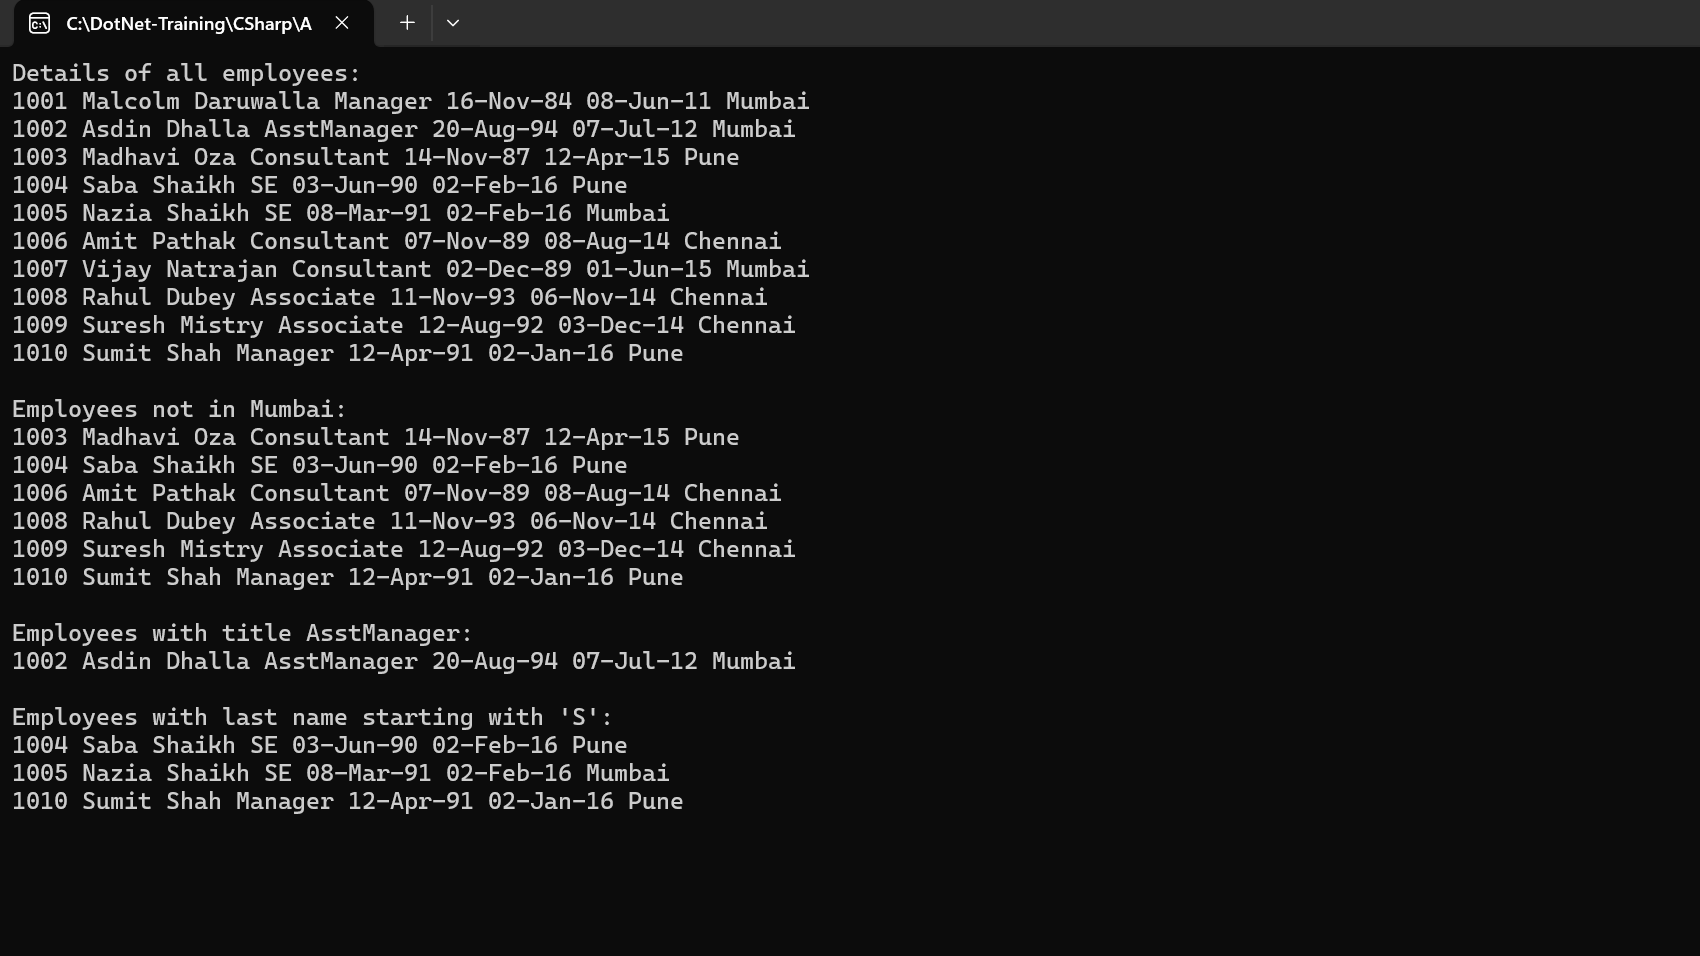 C:\DotNet-Training\CSharp\A
Details of all employees:
1001 Malcolm Daruwalla Manager 16-Nov-84 08-Jun-11 Mumbai
1002 Asdin Dhalla AsstManager 20-Aug-94 07-Jul-12 Mumbai
1003 Madhavi Oza Consultant 14-Nov-87 12-Apr-15 Pune
1004 Saba Shaikh SE 03-Jun-90 02-Feb-16 Pune
1005 Nazia Shaikh SE 08-Mar-91 02-Feb-16 Mumbai
1006 Amit Pathak Consultant 07-Nov-89 08-Aug-14 Chennai
1007 Vijay Natrajan Consultant 02-Dec-89 01-Jun-15 Mumbai
1008 Rahul Dubey Associate 11-Nov-93 06-Nov-14 Chennai
1009 Suresh Mistry Associate 12-Aug-92 03-Dec-14 Chennai
1010 Sumit Shah Manager 12-Apr-91 02-Jan-16 Pune
Employees not in Mumbai:
1003 Madhavi Oza Consultant 14-Nov-87 12-Apr-15 Pune
1004 Saba Shaikh SE 03-Jun-90 02-Feb-16 Pune
1006 Amit Pathak Consultant 07-Nov-89 08-Aug-14 Chennai
1008 Rahul Dubey Associate 11-Nov-93 06-Nov-14 Chennai
1009 Suresh Mistry Associate 12-Aug-92 03-Dec-14 Chennai
1010 Sumit Shah Manager 12-Apr-91 02-Jan-16 Pune
Employees with title AsstManager:
1002 Asdin Dhalla AsstManager 20-Aug-94 07-Jul-12 Mumbai
Employees with last name starting with 'S':
1004 Saba Shaikh SE 03-Jun-90 02-Feb-16 Pune
1005 Nazia Shaikh SE 08-Mar-91 02-Feb-16 Mumbai
1010 Sumit Shah Manager 12-Apr-91 02-Jan-16 Pune